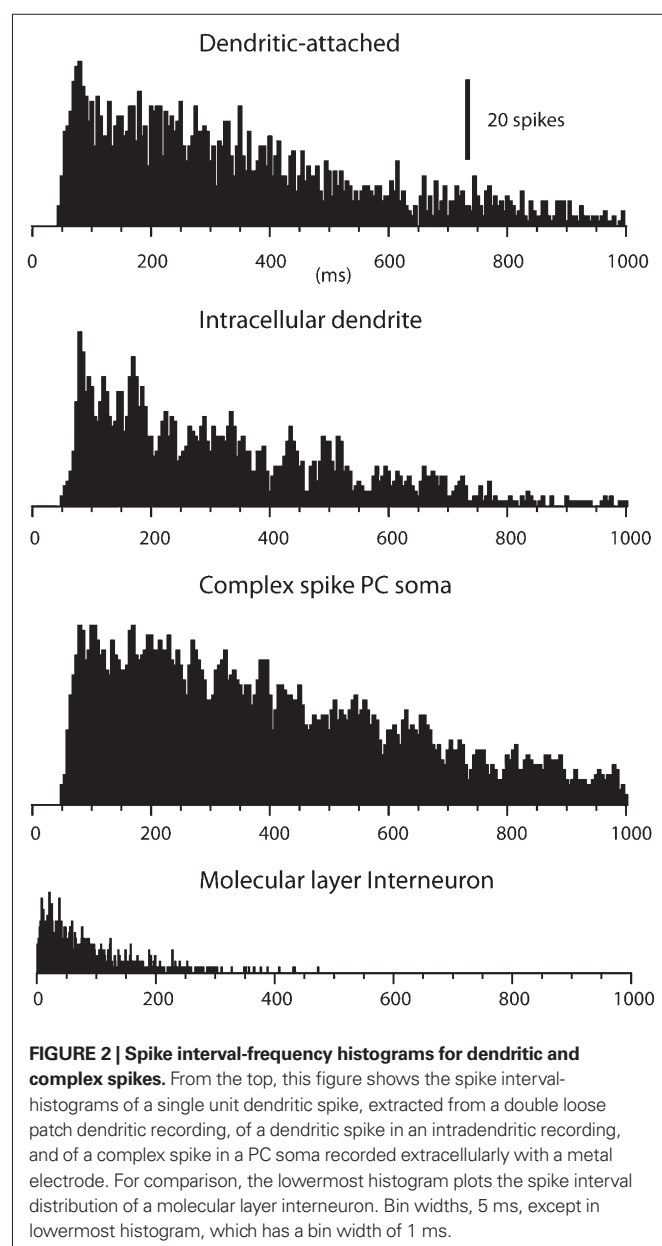 Dendritic-attached
20 spikes
0 200 400 600 800 1000
(ms)
Intracellular dendrite
0 200 400 600 800 1000
Complex spike PC soma
0 200 400 600 800 1000
Molecular layer Interneuron
0 200 400 600 800 1000
FIGURE 2 | Spike interval-frequency histograms for dendritic and
complex spikes. From the top, this figure shows the spike interval-
histograms of a single unit dendritic spike, extracted from a double loose
patch dendritic recording, of a dendritic spike in an intradendritic recording,
and of a complex spike in a PC soma recorded extracellularly with a metal
electrode. For comparison, the lowermost histogram plots the spike interval
distribution of a molecular layer interneuron. Bin widths, 5 ms, except in
lowermost histogram, which has a bin width of 1 ms.